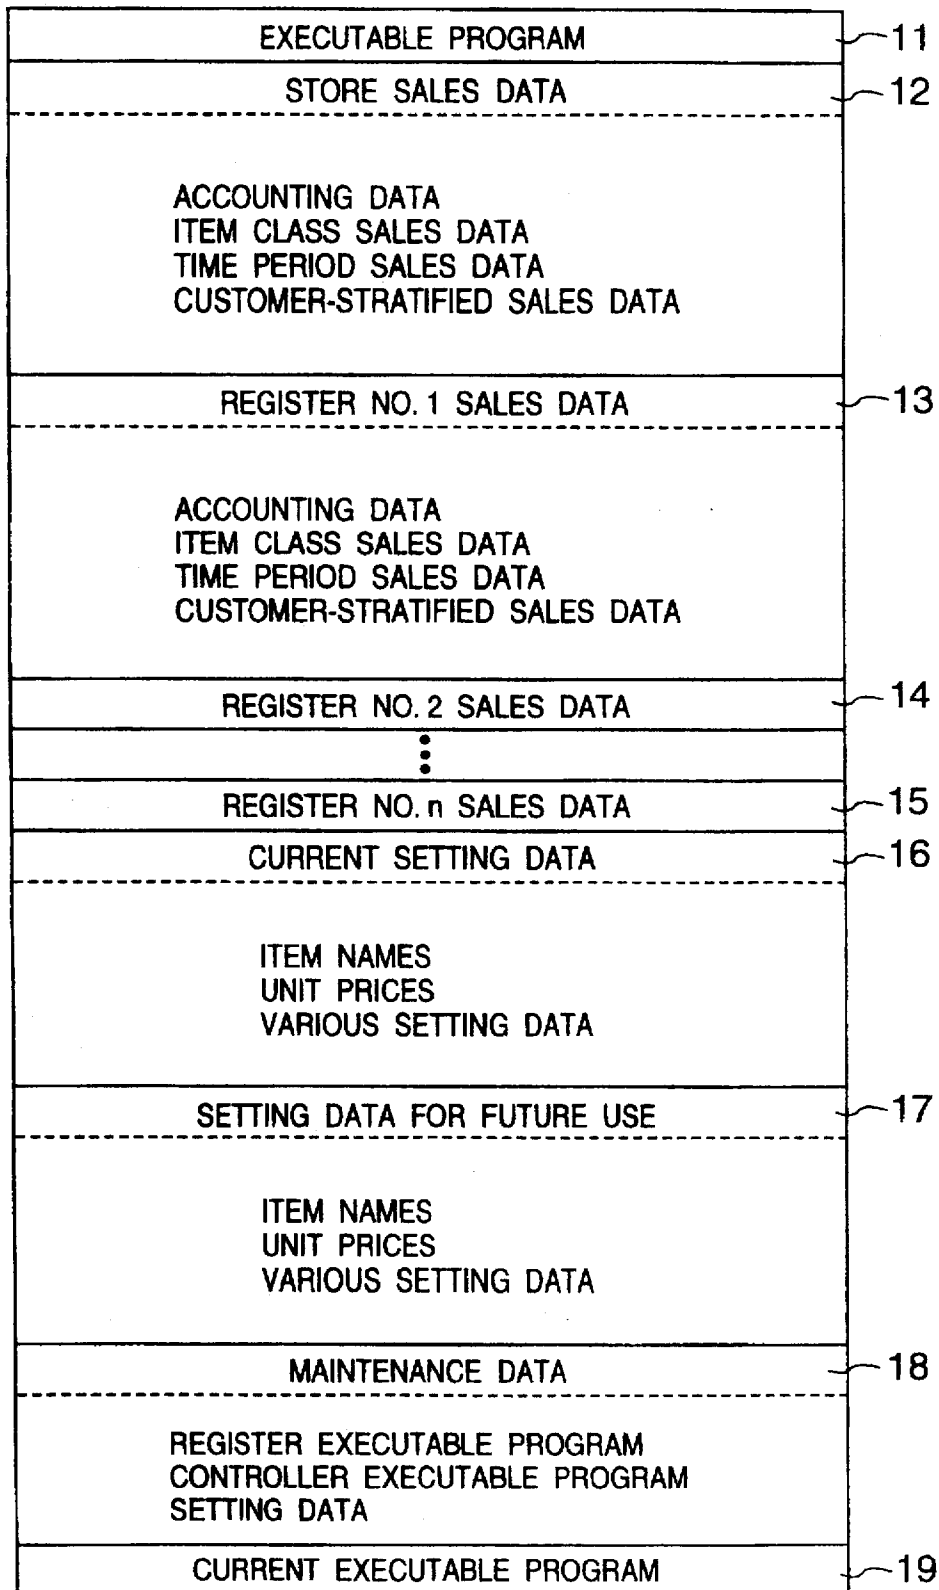 EXECUTABLE PROGRAM 11
STORE SALES DATA 12
ACCOUNTING DATA
ITEM CLASS SALES DATA
TIME PERIOD SALES DATA
CUSTOMER-STRATIFIED SALES DATA
REGISTER NO. 1 SALES DATA 13
ACCOUNTING DATA
ITEM CLASS SALES DATA
TIME PERIOD SALES DATA
CUSTOMER-STRATIFIED SALES DATA
REGISTER NO. 2 SALES DATA 14
REGISTER NO. n SALES DATA 15
CURRENT SETTING DATA 16
ITEM NAMES
UNIT PRICES
VARIOUS SETTING DATA
SETTING DATA FOR FUTURE USE 17
ITEM NAMES
UNIT PRICES
VARIOUS SETTING DATA
MAINTENANCE DATA 18
REGISTER EXECUTABLE PROGRAM
CONTROLLER EXECUTABLE PROGRAM
SETTING DATA
CURRENT EXECUTABLE PROGRAM 19